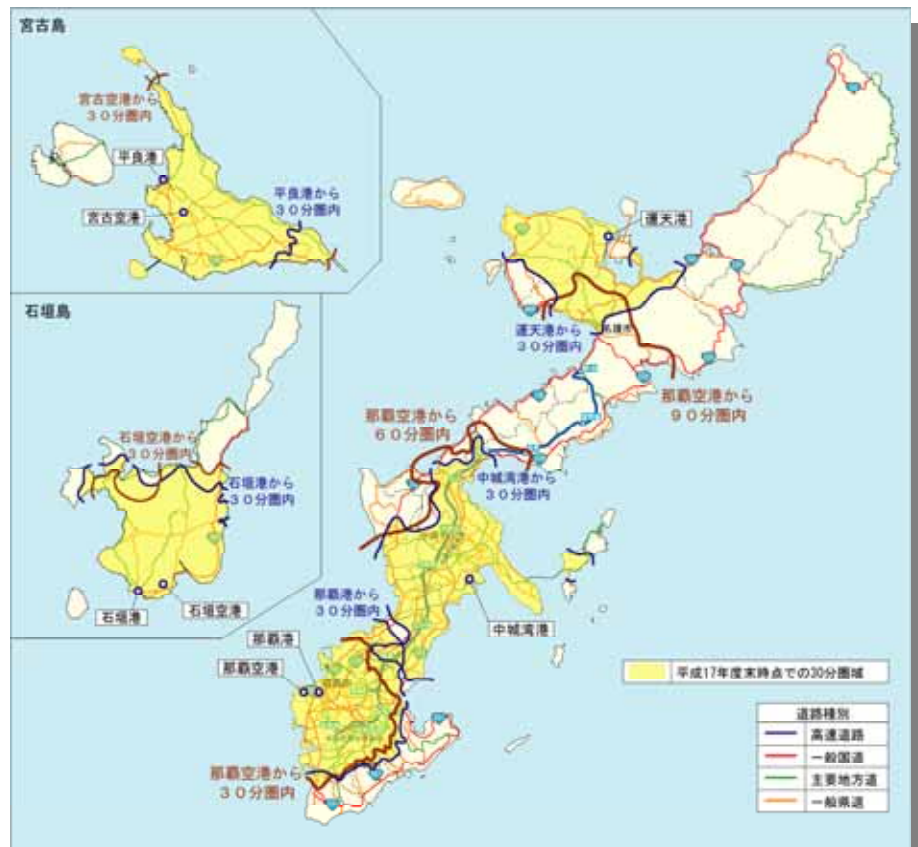 宮古島
宮古空港から
30分圏内
平良港
宮古空港
平良港から
30分圏内
運天港
運天港から
30分圏内
名護市
那覇空港から
90分圏内
那覇空港から
60分圏内
中城湾港から
30分圏内
石垣島
石垣空港から
30分圏内
石垣港から
30分圏内
石垣港
石垣空港
那覇港から
30分圏内
中城湾港
那覇港
那覇空港
那覇空港から
30分圏内
平成17年度末時点での30分圏域
道路種別
高速道路
一般国道
主要地方道
一般県道